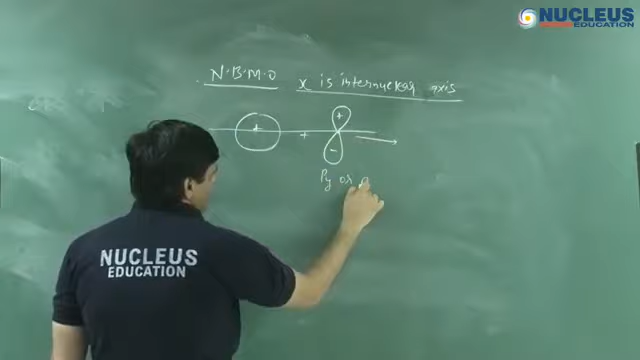 NUCLEUS
EDUCATION
N.B.M.O x is internuclear axis
+ + +
-
Py or p
NUCLEUS
EDUCATION